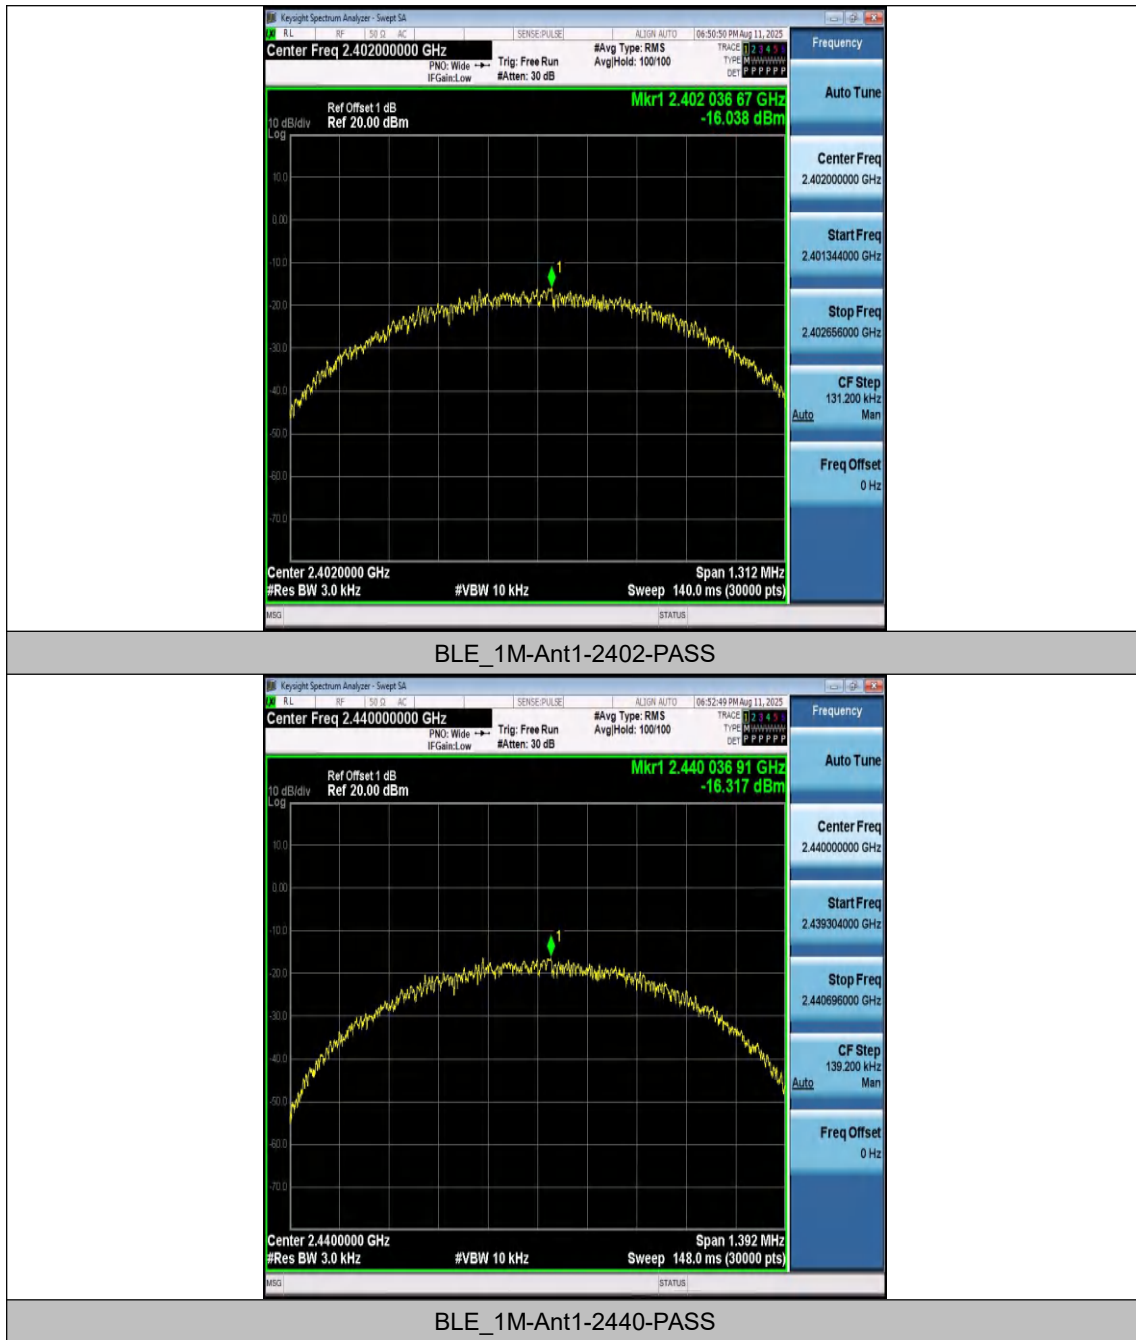 Keysight Spectrum Analyzer - Swept SA
RL RF 50 Ω AC SENSE:PULSE ALIGN AUTO 06:50:50 PM Aug 11, 2025
Center Freq 2.402000000 GHz
#Avg Type: RMS
TRACE 1 2 3 4 5 6
PNO: Wide
IFGain:Low
Trig: Free Run
#Atten: 30 dB
Avg|Hold: 100/100
TYPE M WWWWW
DET P P P P P P
Ref Offset 1 dB
Ref 20.00 dBm
10 dB/div
Log
Mkr1 2.402 036 67 GHz
-16.038 dBm
1
10.0
0.00
-10.0
-20.0
-30.0
-40.0
-50.0
-60.0
-70.0
Center 2.4020000 GHz
Span 1.312 MHz
#Res BW 3.0 kHz
#VBW 10 kHz
Sweep 140.0 ms (30000 pts)
MSG
STATUS
Frequency
Auto Tune
Center Freq
2.402000000 GHz
Start Freq
2.401344000 GHz
Stop Freq
2.402656000 GHz
CF Step
131.200 kHz
Auto Man
Freq Offset
0 Hz
BLE_1M-Ant1-2402-PASS
Keysight Spectrum Analyzer - Swept SA
RL RF 50 Ω AC SENSE:PULSE ALIGN AUTO 06:52:49 PM Aug 11, 2025
Center Freq 2.440000000 GHz
#Avg Type: RMS
TRACE 1 2 3 4 5 6
PNO: Wide
IFGain:Low
Trig: Free Run
#Atten: 30 dB
Avg|Hold: 100/100
TYPE M WWWWW
DET P P P P P P
Ref Offset 1 dB
Ref 20.00 dBm
10 dB/div
Log
Mkr1 2.440 036 91 GHz
-16.317 dBm
1
10.0
0.00
-10.0
-20.0
-30.0
-40.0
-50.0
-60.0
-70.0
Center 2.4400000 GHz
Span 1.392 MHz
#Res BW 3.0 kHz
#VBW 10 kHz
Sweep 148.0 ms (30000 pts)
MSG
STATUS
Frequency
Auto Tune
Center Freq
2.440000000 GHz
Start Freq
2.439304000 GHz
Stop Freq
2.440696000 GHz
CF Step
139.200 kHz
Auto Man
Freq Offset
0 Hz
BLE_1M-Ant1-2440-PASS